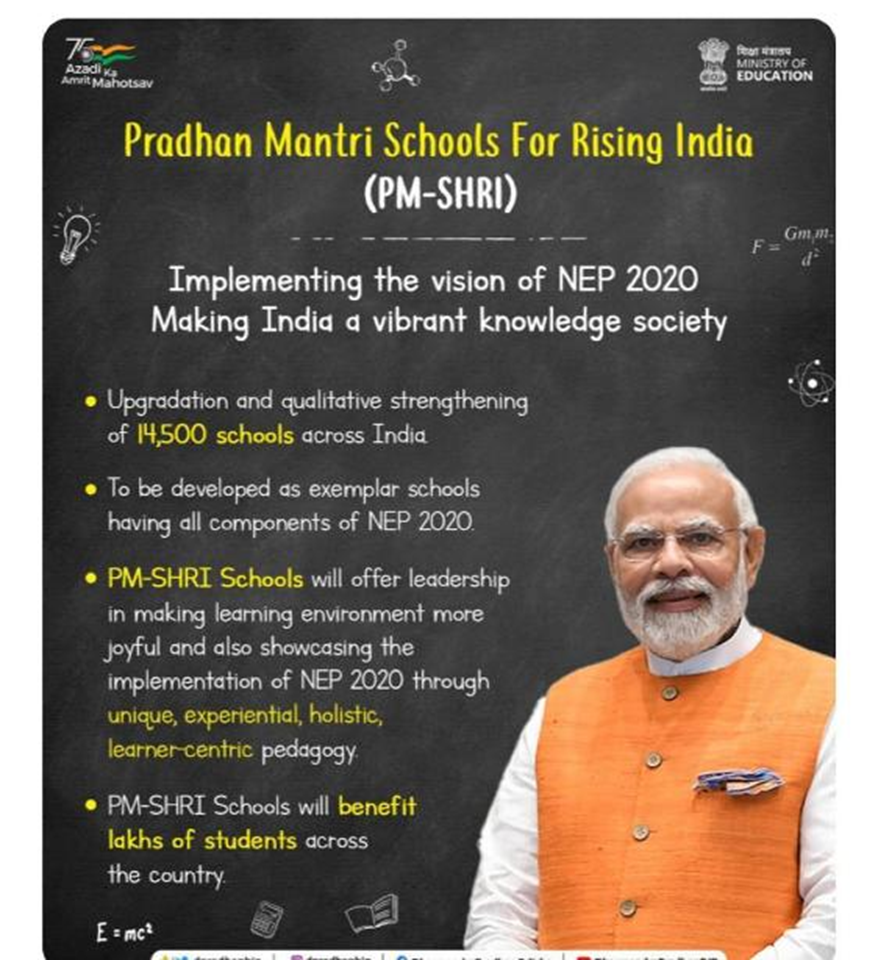 75
Azadi Ka
Amrit Mahotsav
शिक्षा मंत्रालय
MINISTRY OF
EDUCATION
Pradhan Mantri Schools For Rising India
(PM-SHRI)
F = Gm₁m₂
d²
Implementing the vision of NEP 2020
Making India a vibrant knowledge society
• Upgradation and qualitative strengthening
of 14,500 schools across India
• To be developed as exemplar schools
having all components of NEP 2020.
• PM-SHRI Schools will offer leadership
in making learning environment more
joyful and also showcasing the
implementation of NEP 2020 through
unique, experiential, holistic,
learner-centric pedagogy.
• PM-SHRI Schools will benefit
lakhs of students across
the country.
E = mc²